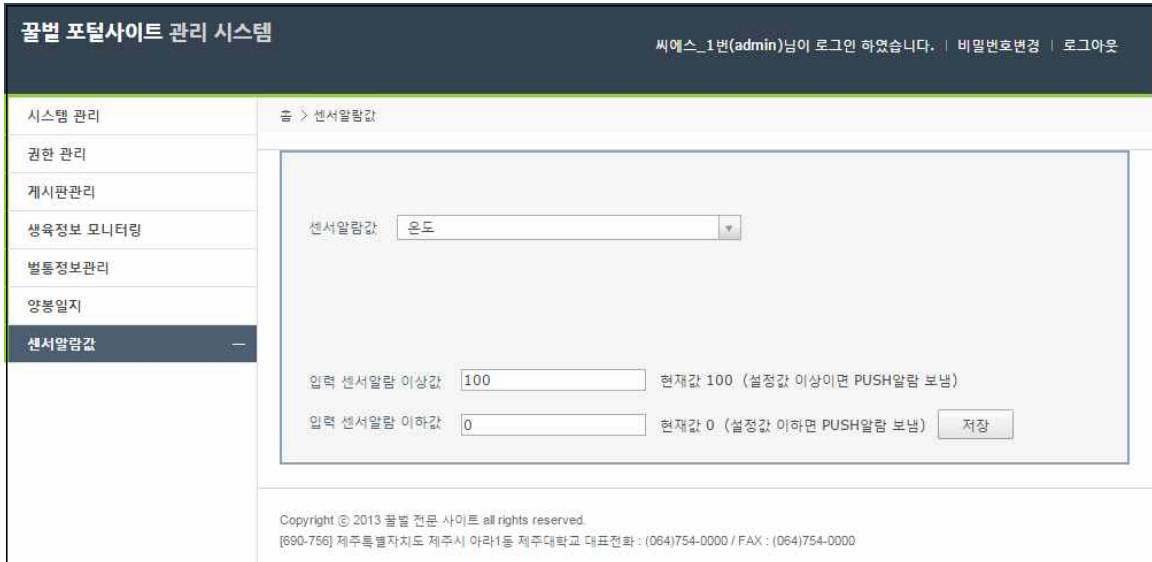 꿀벌 포털사이트 관리 시스템
씨에스_1번(admin)님이 로그인 하였습니다. | 비밀번호변경 | 로그아웃
시스템 관리
권한 관리
게시판관리
생육정보 모니터링
벌통정보관리
양봉일지
센서알람값
홈 > 센서알람값
센서알람값 온도
입력 센서알람 이상값 100 현재값 100 (설정값 이상이면 PUSH알람 보냄)
입력 센서알람 이하값 0 현재값 0 (설정값 이하면 PUSH알람 보냄) 저장
Copyright ⓒ 2013 꿀벌 전문 사이트 all rights reserved.
[690-756] 제주특별자치도 제주시 아라1동 제주대학교 대표전화 : (064)754-0000 / FAX : (064)754-0000